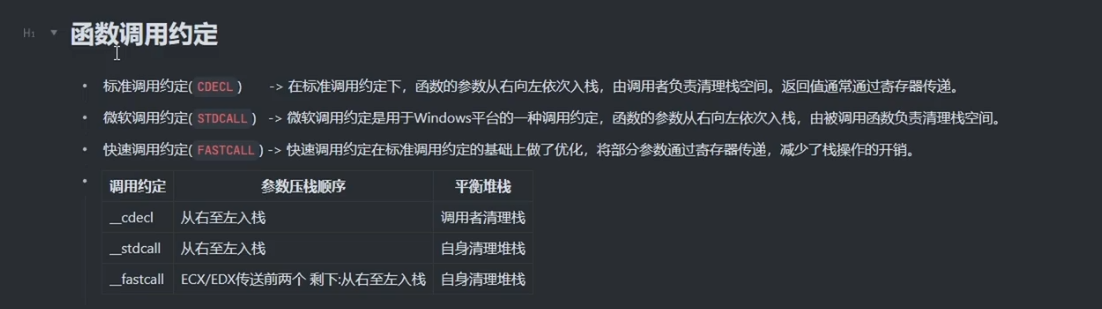 H1
函数调用约定
标准调用约定( CDECL ) -> 在标准调用约定下，函数的参数从右向左依次入栈，由调用者负责清理栈空间。返回值通常通过寄存器传递。
微软调用约定( STDCALL ) -> 微软调用约定是用于Windows平台的一种调用约定，函数的参数从右向左依次入栈，由被调用函数负责清理栈空间。
快速调用约定( FASTCALL ) -> 快速调用约定在标准调用约定的基础上做了优化，将部分参数通过寄存器传递，减少了栈操作的开销。
调用约定 参数压栈顺序 平衡堆栈
__cdecl 从右至左入栈 调用者清理栈
__stdcall 从右至左入栈 自身清理堆栈
__fastcall ECX/EDX传送前两个 剩下:从右至左入栈 自身清理堆栈